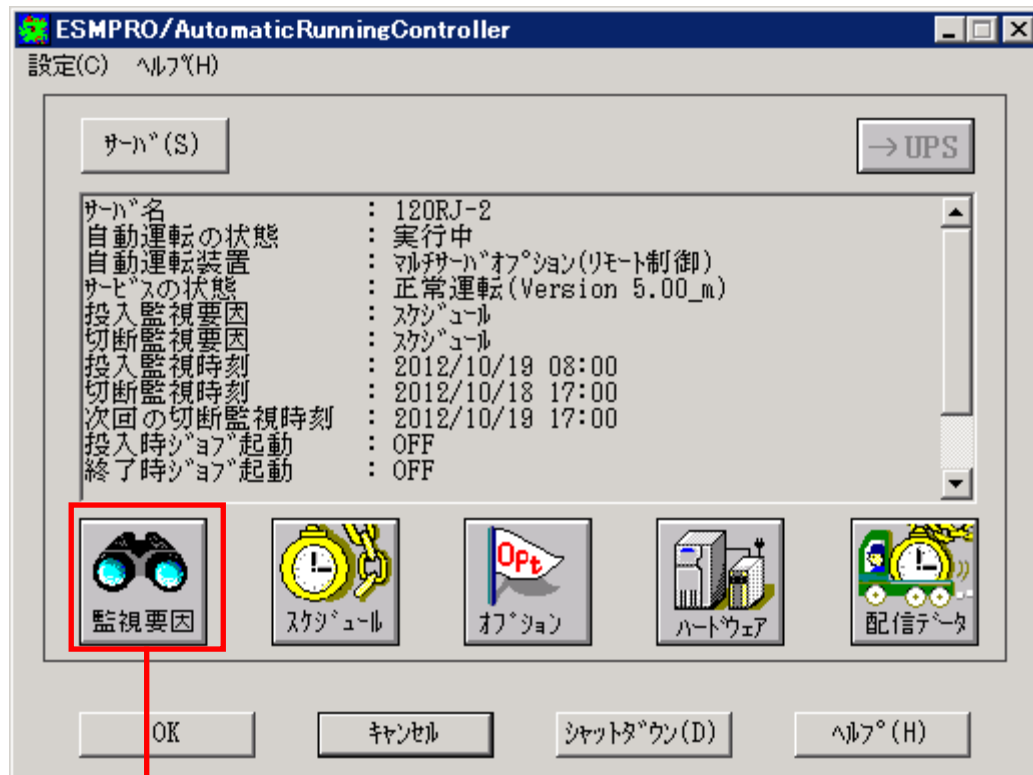 ESMPRO/AutomaticRunningController
設定(C) ﾍﾙﾌﾟ(H)
ｻｰﾊﾞ(S)
→UPS
ｻｰﾊﾞ名 : 120RJ-2
自動運転の状態 : 実行中
自動運転装置 : ﾏﾙﾁｻｰﾊﾞｵﾌﾟｼｮﾝ(ﾘﾓｰﾄ制御)
ｻｰﾋﾞｽの状態 : 正常運転(Version 5.00_m)
投入監視要因 : ｽｹｼﾞｭｰﾙ
切断監視要因 : ｽｹｼﾞｭｰﾙ
投入監視時刻 : 2012/10/19 08:00
切断監視時刻 : 2012/10/18 17:00
次回の切断監視時刻 : 2012/10/19 17:00
投入時ｼﾞｮﾌﾞ起動 : OFF
終了時ｼﾞｮﾌﾞ起動 : OFF
監視要因
ｽｹｼﾞｭｰﾙ
OPt
ｵﾌﾟｼｮﾝ
ﾊｰﾄﾞｳｪｱ
配信ﾃﾞｰﾀ
OK
ｷｬﾝｾﾙ
ｼｬｯﾄﾀﾞｳﾝ(D)
ﾍﾙﾌﾟ(H)